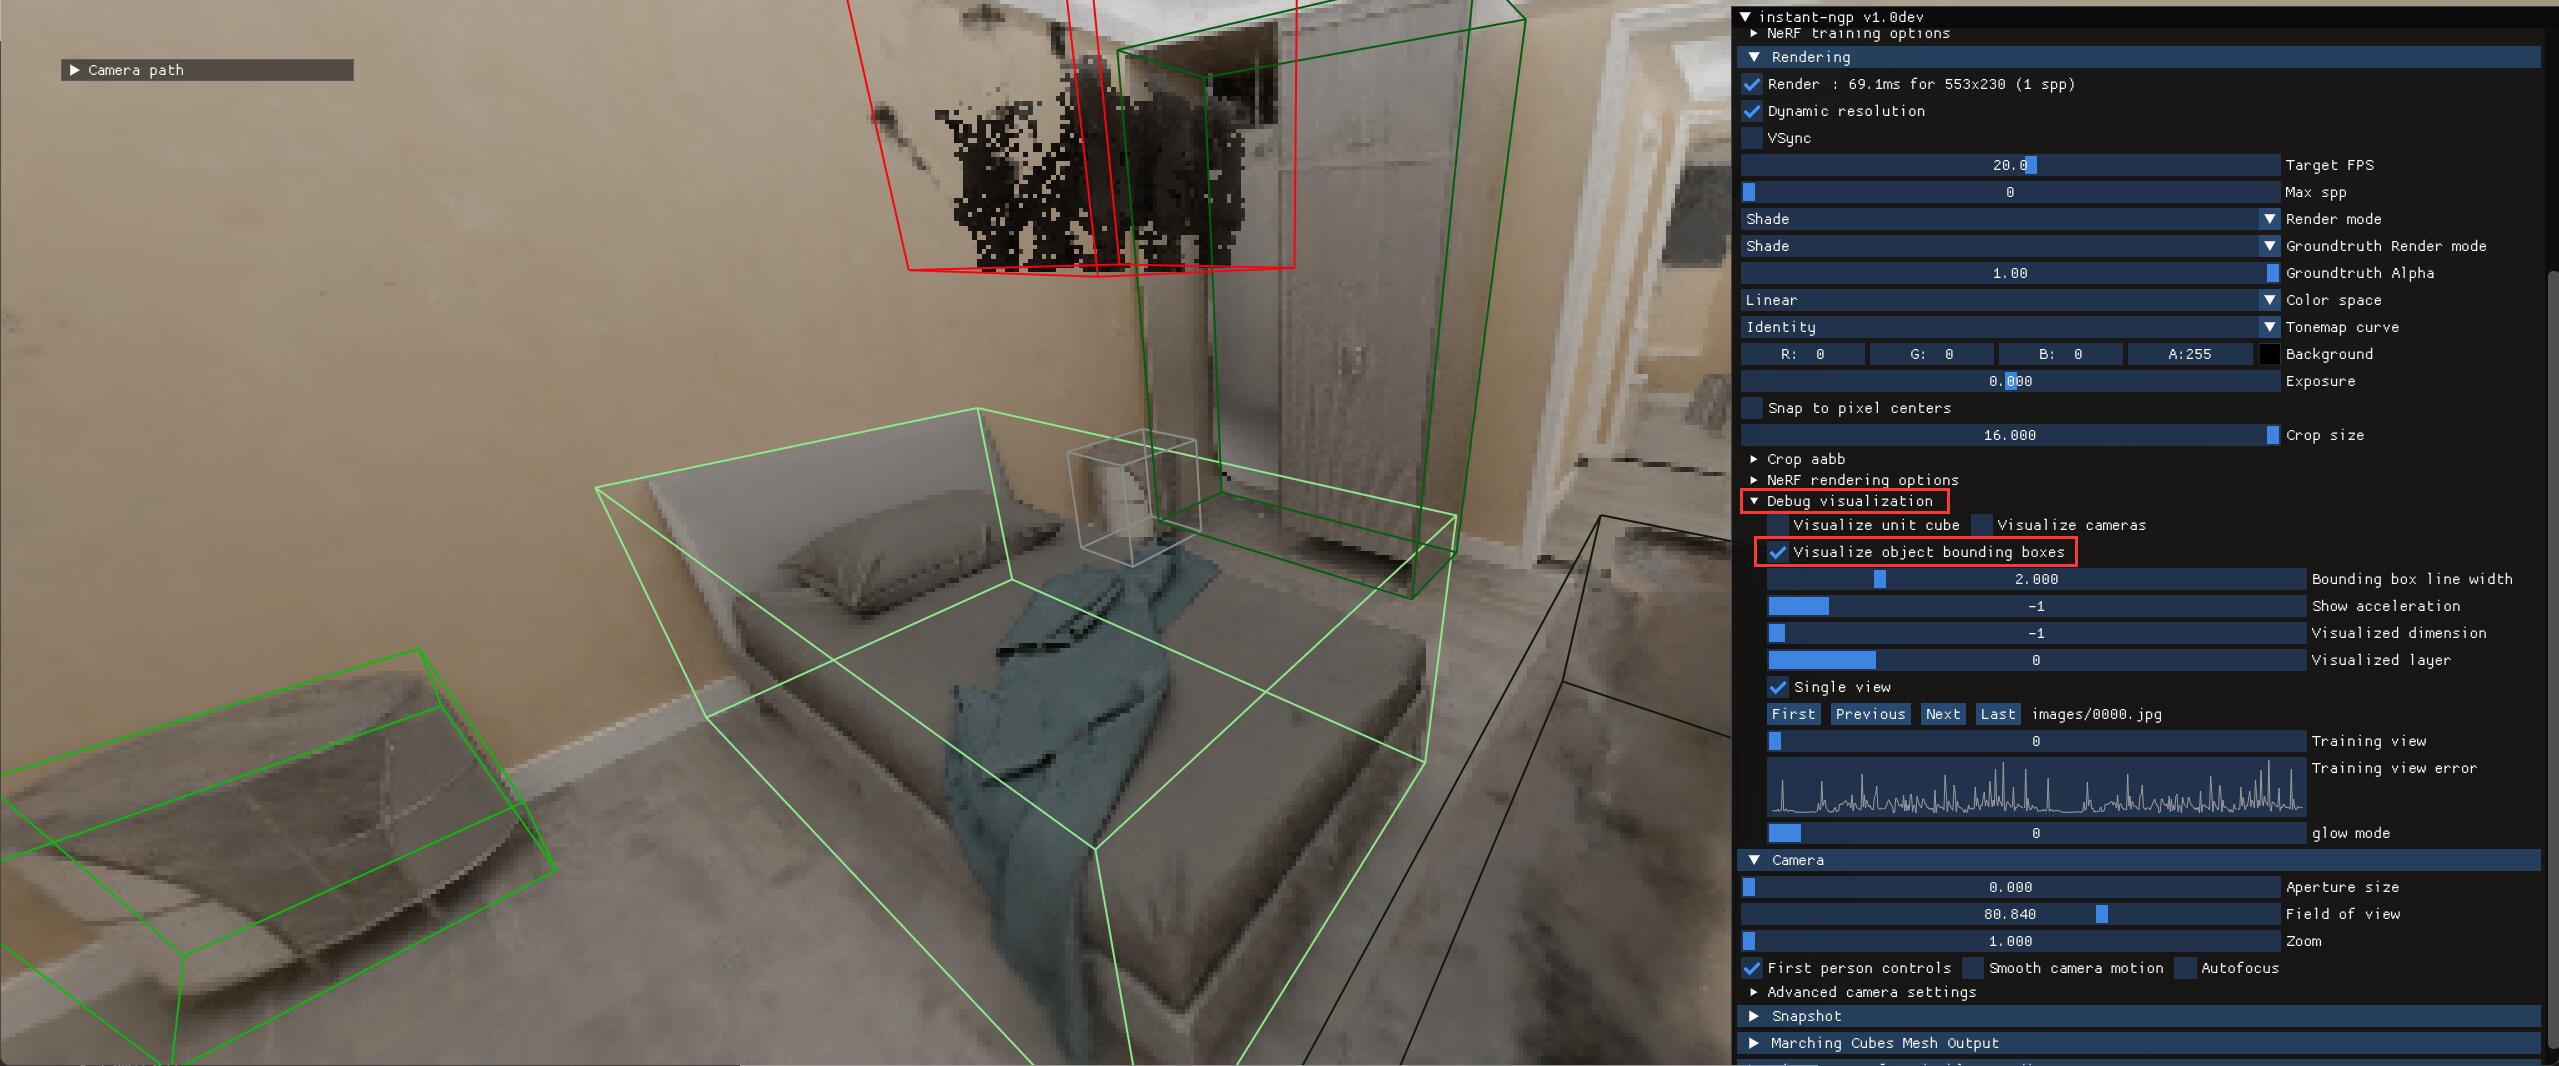 Camera path
instant-ngp v1.0dev
NeRF training options
Rendering
Render : 69.1ms for 553x230 (1 spp)
Dynamic resolution
VSync
20.0 Target FPS
0 Max spp
Shade Render mode
Shade Groundtruth Render mode
1.00 Groundtruth Alpha
Linear Color space
Identity Tonemap curve
R: 0 G: 0 B: 0 A:255 Background
0.000 Exposure
Snap to pixel centers
16.000 Crop size
Crop aabb
NeRF rendering options
Debug visualization
Visualize unit cube Visualize cameras
Visualize object bounding boxes
2.000 Bounding box line width
-1 Show acceleration
-1 Visualized dimension
0 Visualized layer
Single view
First Previous Next Last images/0000.jpg
0 Training view
Training view error
0 glow mode
Camera
0.000 Aperture size
80.840 Field of view
1.000 Zoom
First person controls Smooth camera motion Autofocus
Advanced camera settings
Snapshot
Marching Cubes Mesh Output